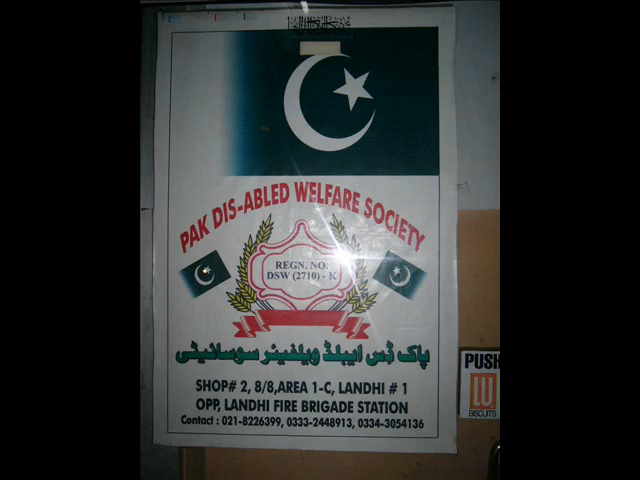 PAK DIS-ABLED WELFARE SOCIETY
REGN. NO.
DSW (2710) - K
پاک ڈس ایبلڈ ویلفیئر سوسائیٹی
SHOP# 2, 8/8,AREA 1-C, LANDHI # 1
OPP, LANDHI FIRE BRIGADE STATION
Contact : 021-8226399, 0333-2448913, 0334-3054136
PUSH
LU
BISCUITS